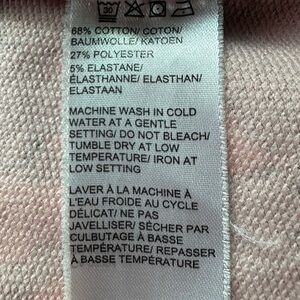 30
68% COTTON/ COTON/
BAUMWOLLE/ KATOEN
27% POLYESTER
5% ELASTANE/
ÉLASTHANNE/ ELASTHAN/
ELASTAAN
MACHINE WASH IN COLD
WATER AT A GENTLE
SETTING/ DO NOT BLEACH/
TUMBLE DRY AT LOW
TEMPERATURE/ IRON AT
LOW SETTING
LAVER À LA MACHINE À
L'EAU FROIDE AU CYCLE
DÉLICAT/ NE PAS
JAVELLISER/ SÉCHER PAR
CULBUTAGE À BASSE
TEMPÉRATURE/ REPASSER
À BASSE TEMPÉRATURE